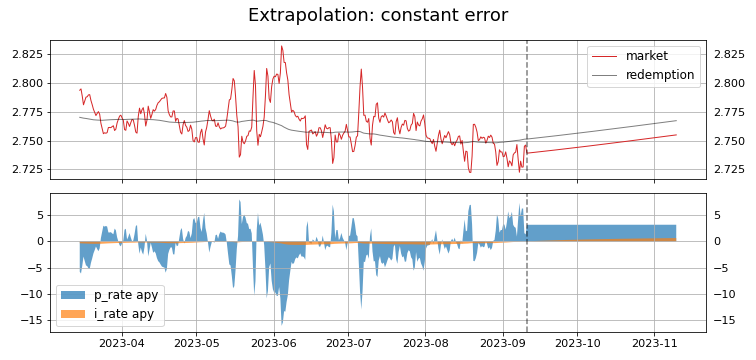 Extrapolation: constant error
2.825 2.825
2.800 2.800
2.775 2.775
2.750 2.750
2.725 2.725
market
redemption
5 5
0 0
−5 −5
−10 −10
−15 −15
p_rate apy
i_rate apy
2023-04 2023-05 2023-06 2023-07 2023-08 2023-09 2023-10 2023-11